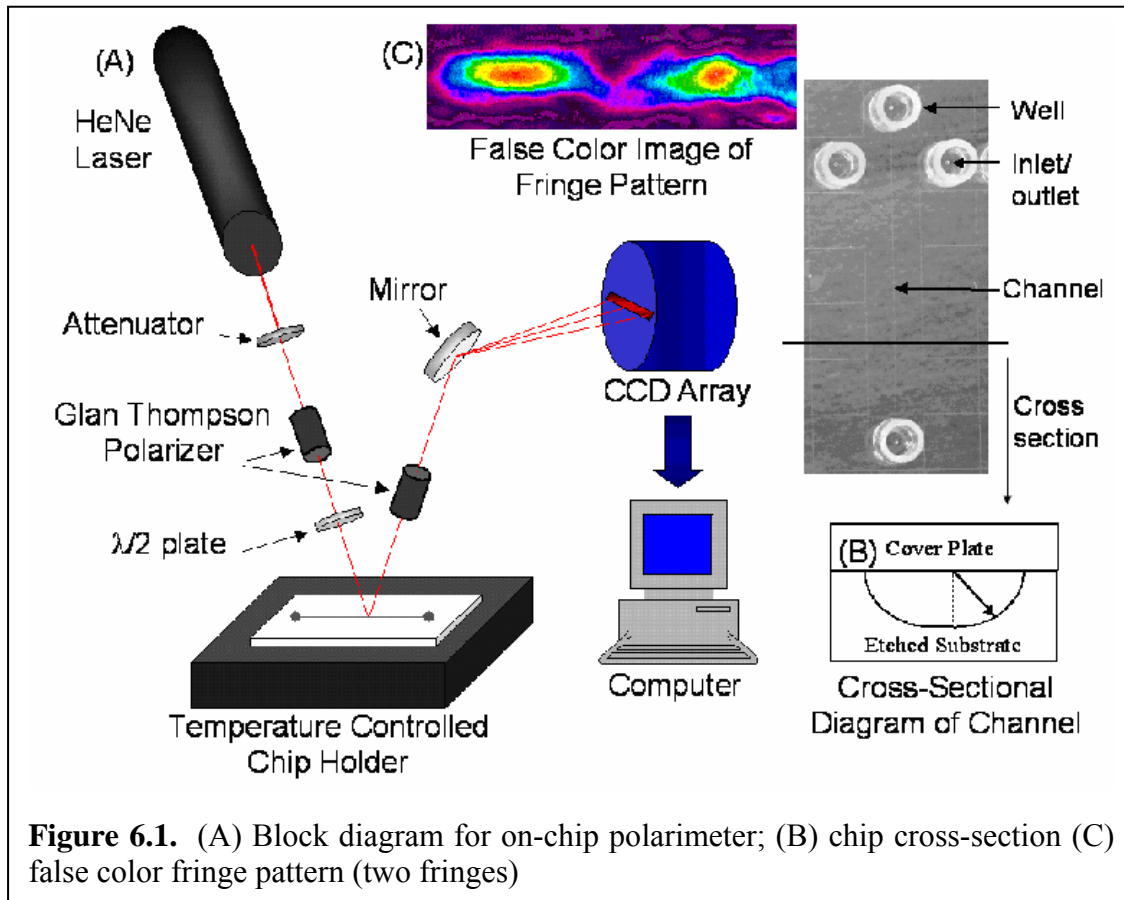 (A)
HeNe
Laser
(C)
False Color Image of
Fringe Pattern
Well
Inlet/
outlet
Channel
Cross
section
Attenuator
Mirror
Glan Thompson
Polarizer
λ/2 plate
CCD Array
Computer
Temperature Controlled
Chip Holder
(B) Cover Plate
Etched Substrate
Cross-Sectional
Diagram of Channel
Figure 6.1. (A) Block diagram for on-chip polarimeter; (B) chip cross-section (C)
false color fringe pattern (two fringes)